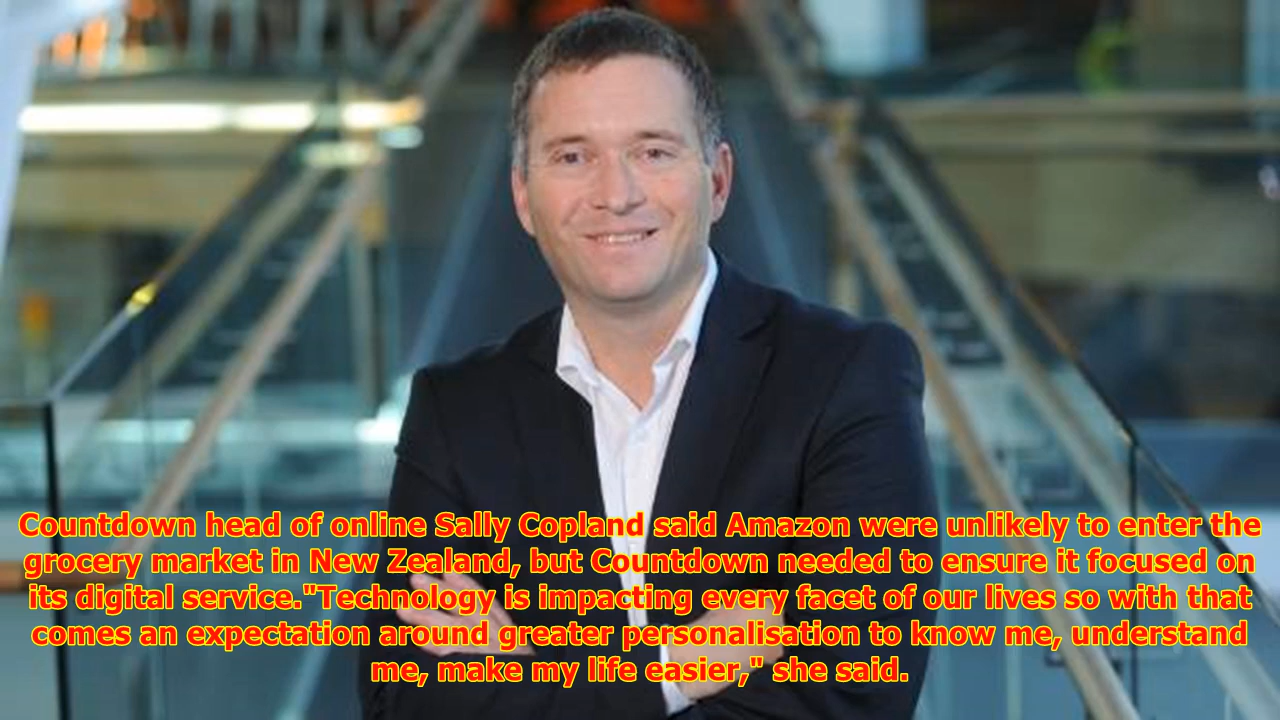 Countdown head of online Sally Copland said Amazon were unlikely to enter the
grocery market in New Zealand, but Countdown needed to ensure it focused on
its digital service."Technology is impacting every facet of our lives so with that
comes an expectation around greater personalisation to know me, understand
me, make my life easier," she said.